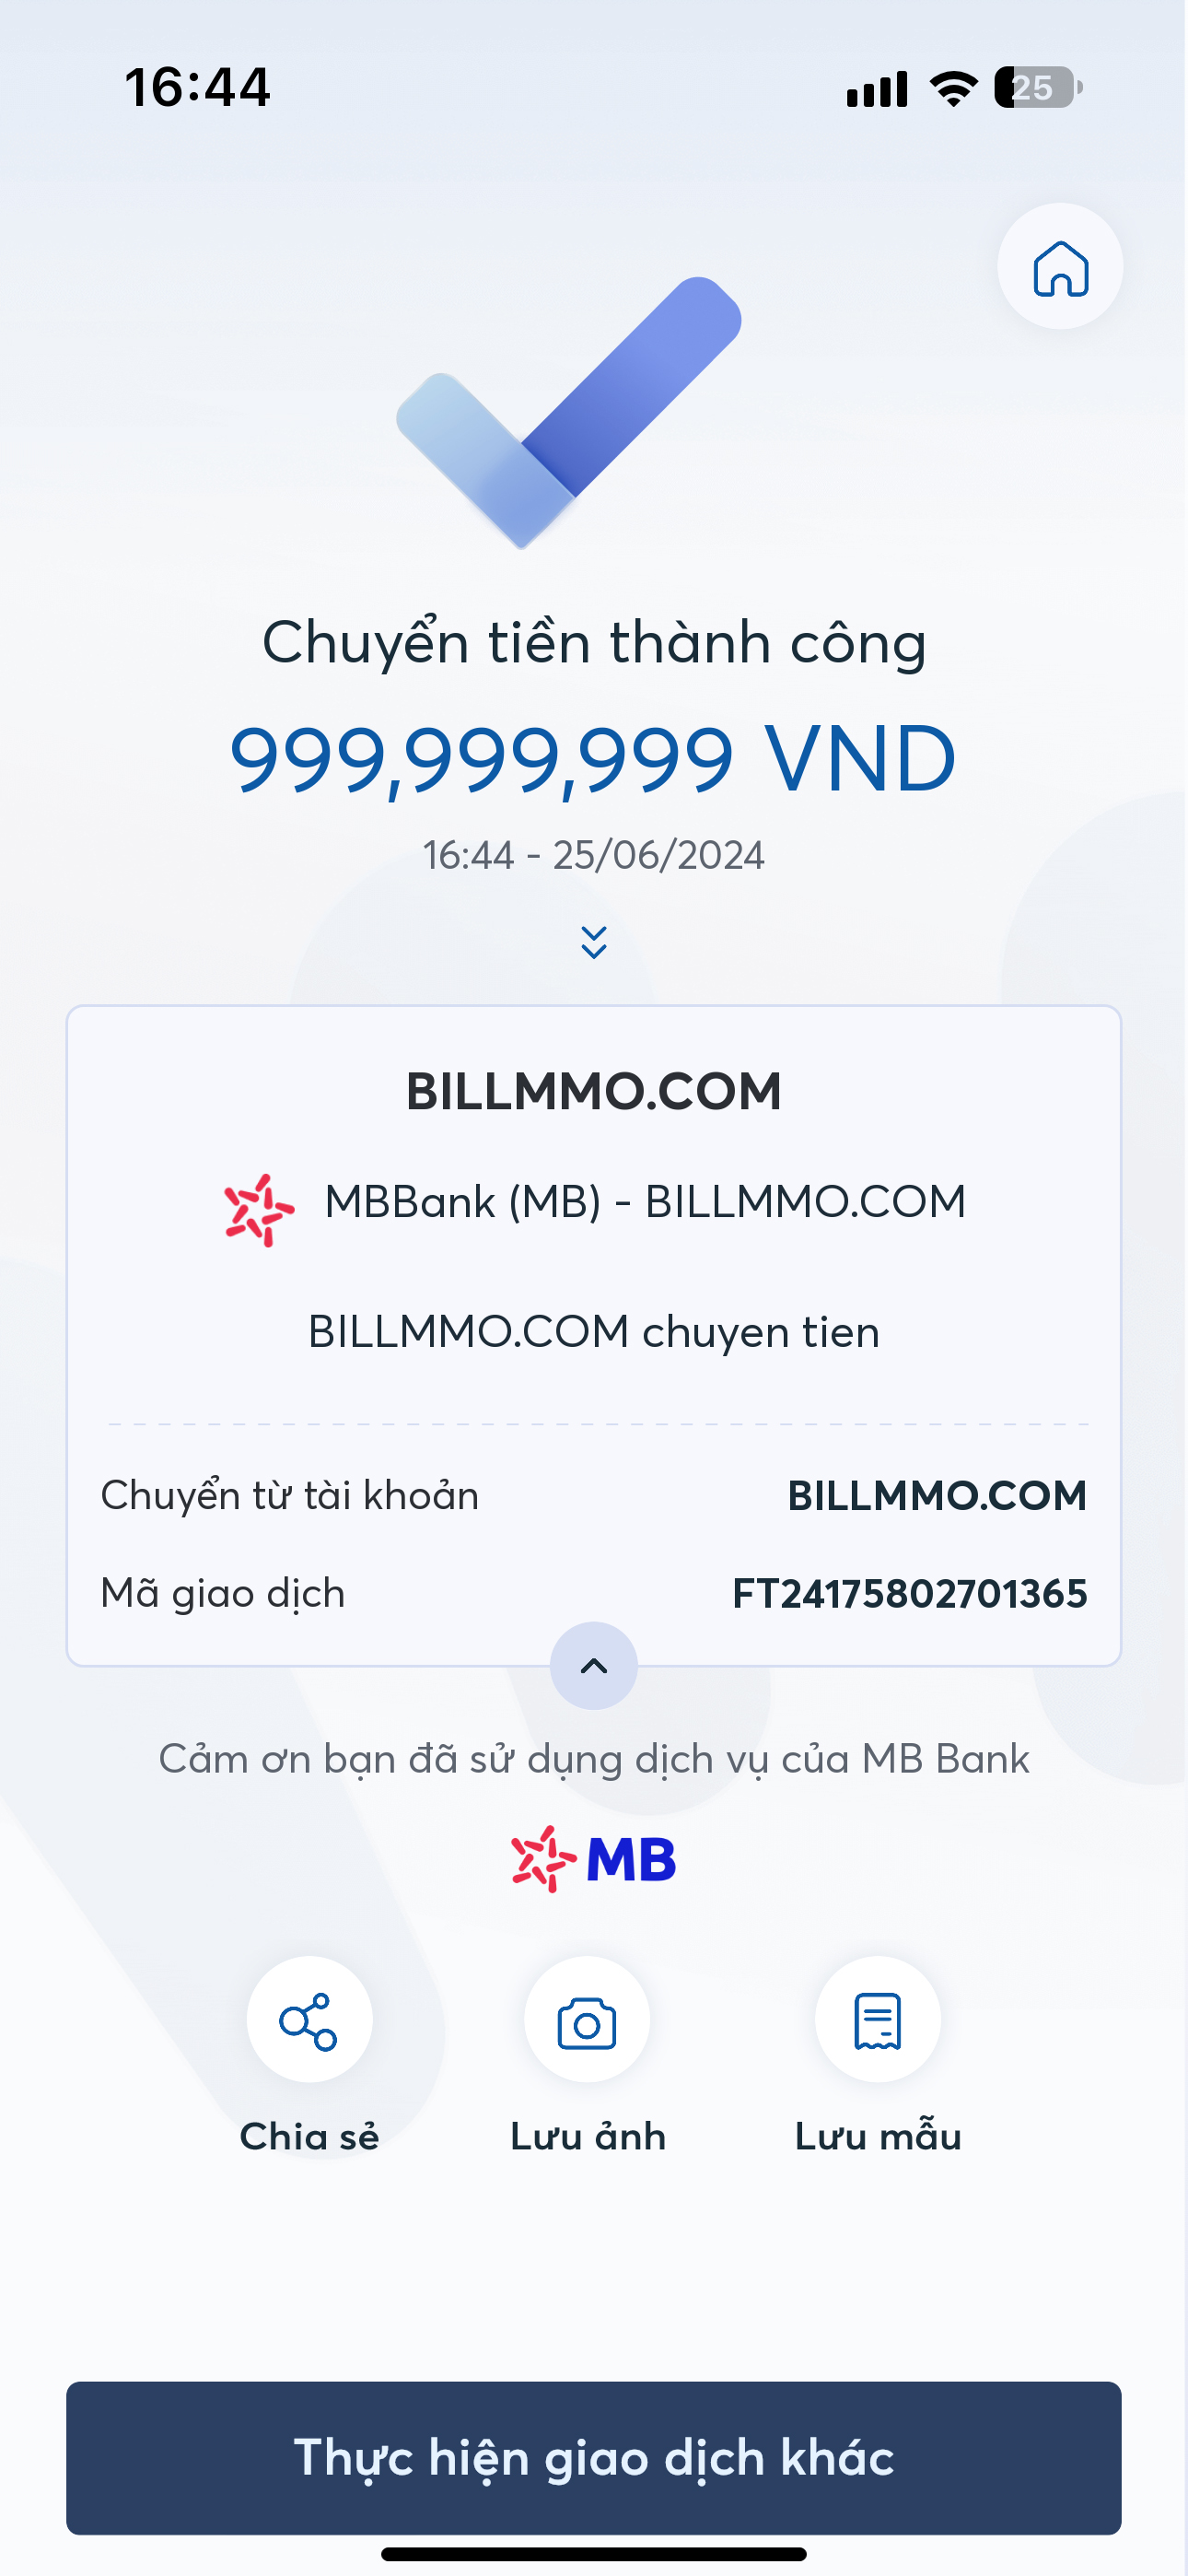 16:44
25
Chuyển tiền thành công
999,999,999 VND
16:44 - 25/06/2024
BILLMMO.COM
MBBank (MB) - BILLMMO.COM
BILLMMO.COM chuyen tien
Chuyển từ tài khoản BILLMMO.COM
Mã giao dịch FT24175802701365
Cảm ơn bạn đã sử dụng dịch vụ của MB Bank
MB
Chia sẻ Lưu ảnh Lưu mẫu
Thực hiện giao dịch khác